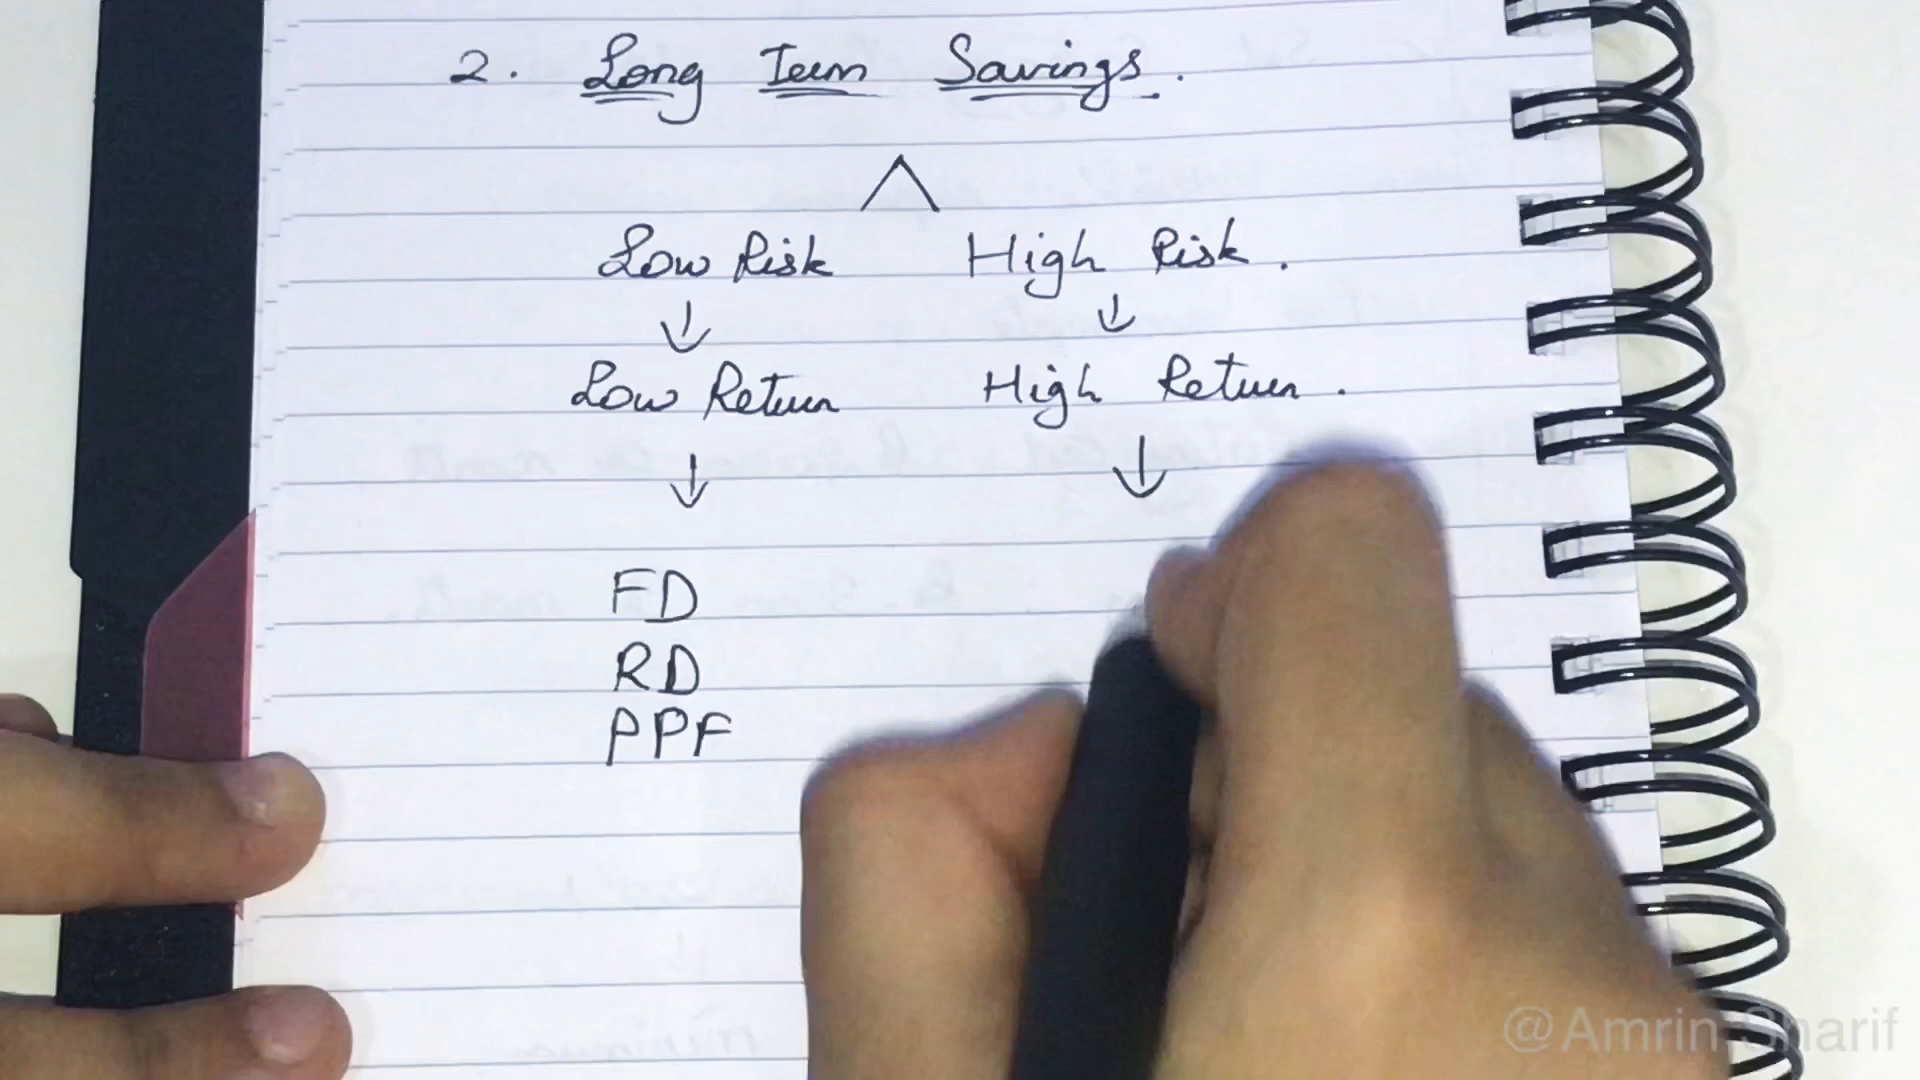 2. Long Term Savings.
Low Risk High Risk.
Low Return High Return.
FD
RD
PPF
@Amrin Sharif